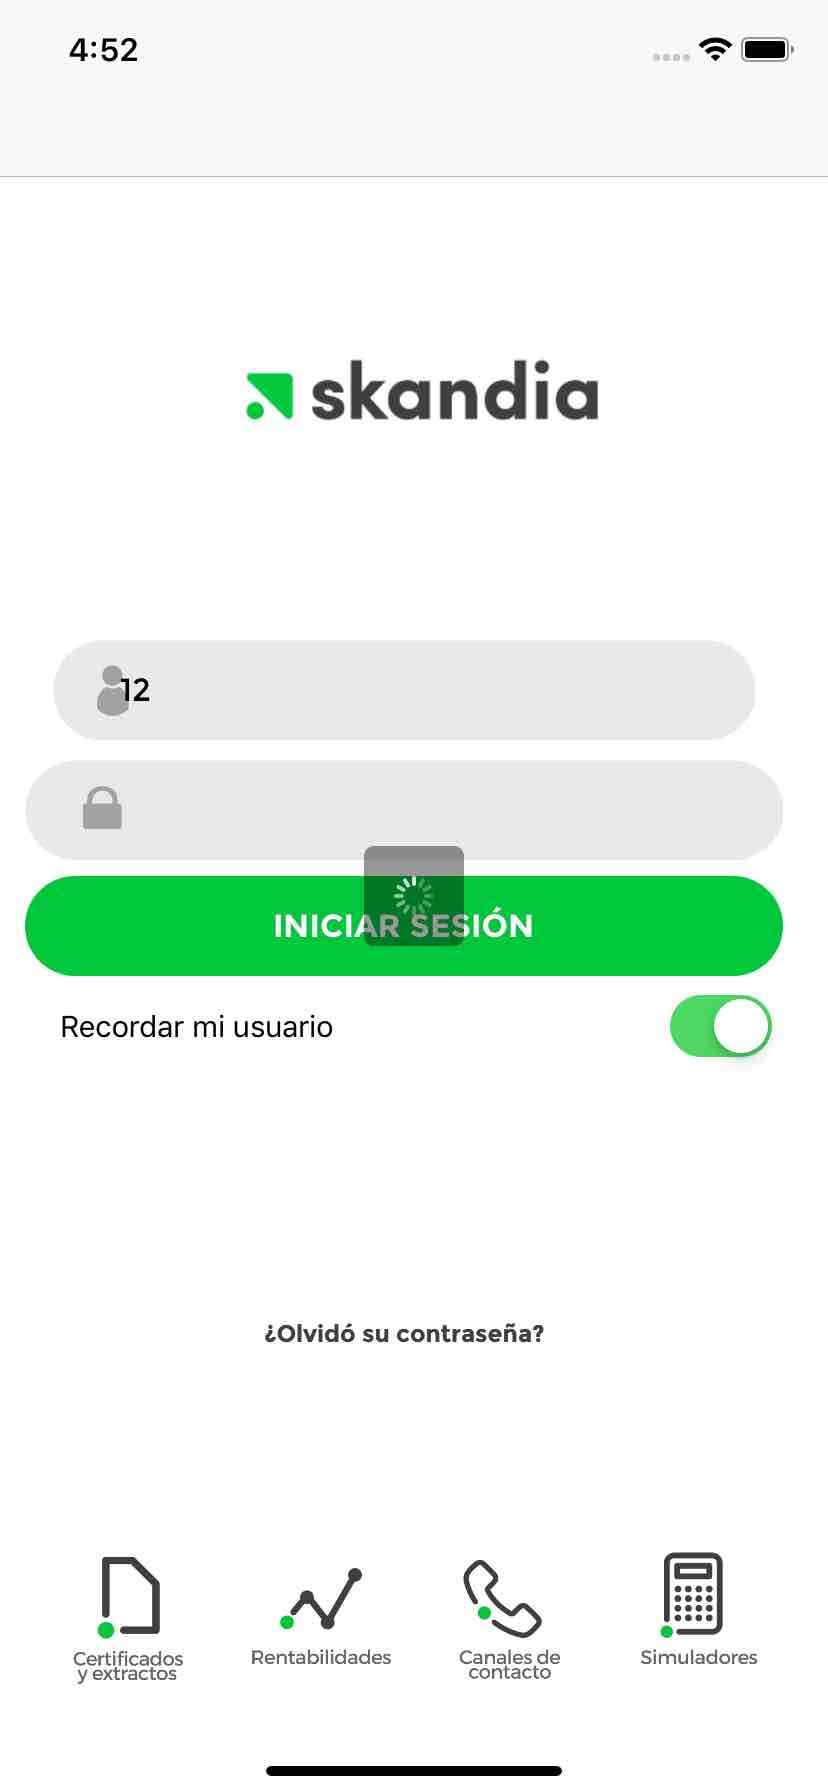 4:52
skandia
12
INICIAR SESIÓN
Recordar mi usuario
¿Olvidó su contraseña?
Certificados
y extractos
Rentabilidades
Canales de
contacto
Simuladores